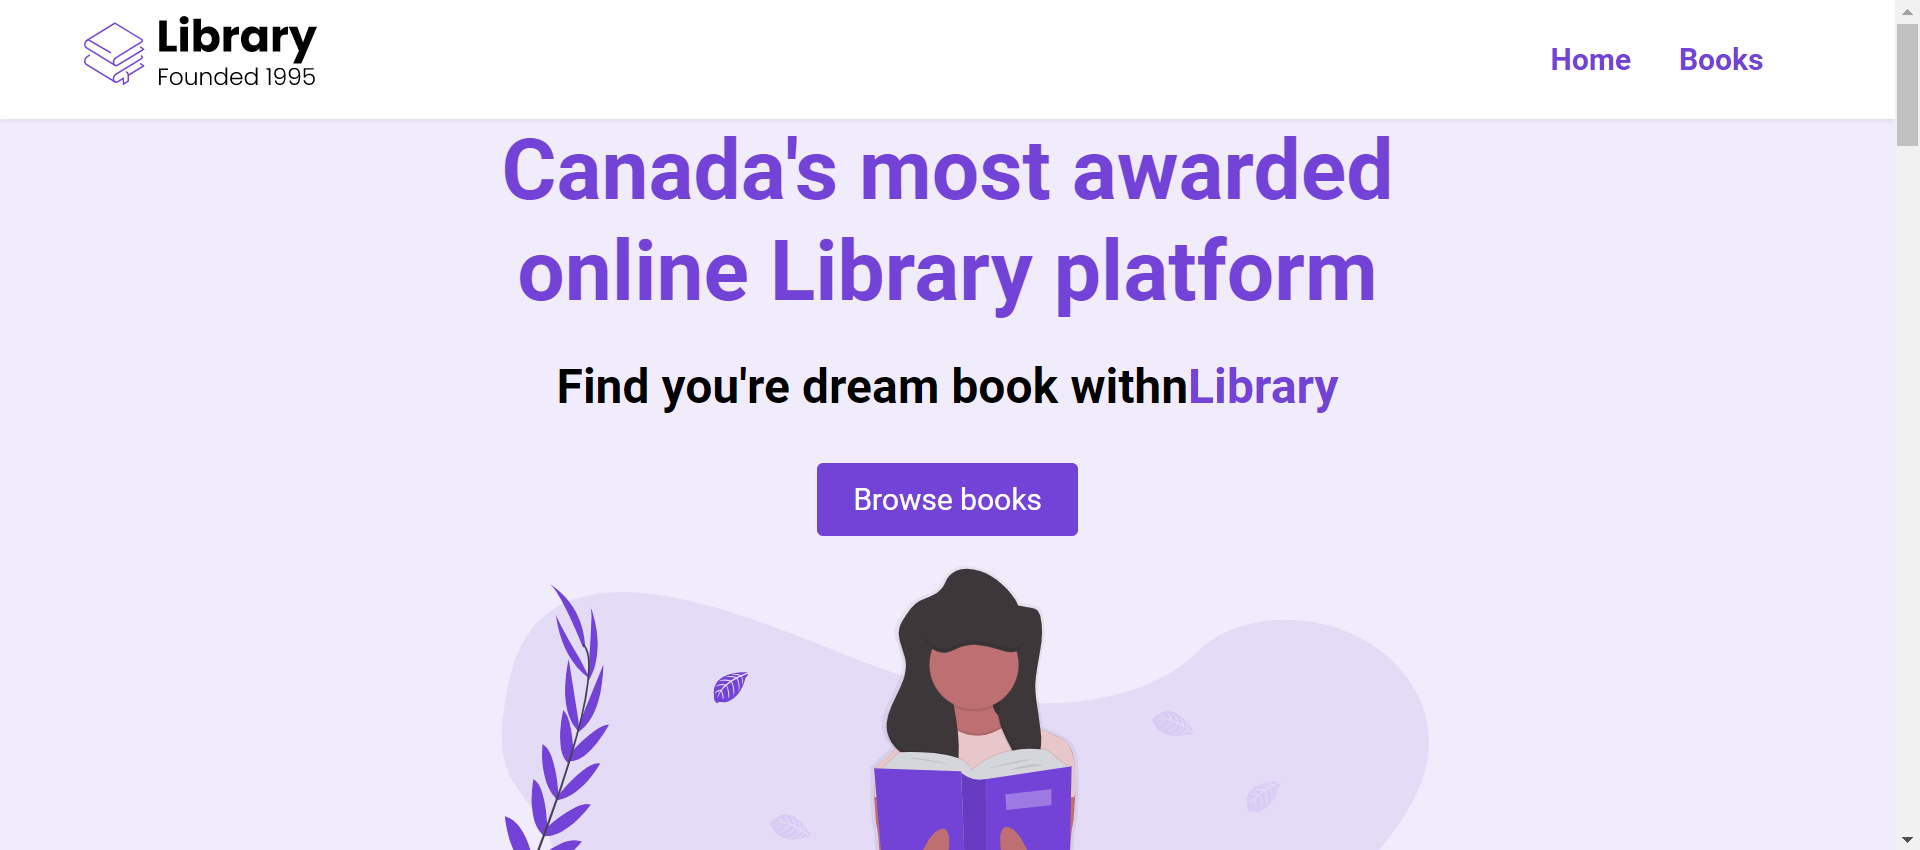 Library
Founded 1995
Home
Books
Canada's most awarded
online Library platform
Find you're dream book withnLibrary
Browse books